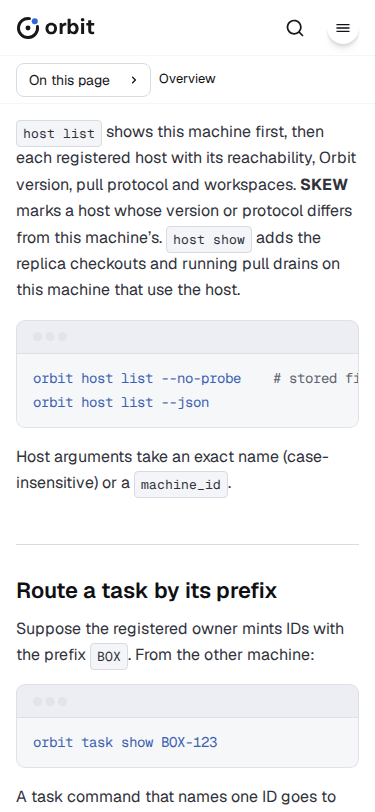 orbit
On this page
Overview
host list shows this machine first, then
each registered host with its reachability, Orbit
version, pull protocol and workspaces. SKEW
marks a host whose version or protocol differs
from this machine’s. host show adds the
replica checkouts and running pull drains on
this machine that use the host.
orbit host list --no-probe    # stored fi
orbit host list --json
Host arguments take an exact name (case-
insensitive) or a machine_id.
Route a task by its prefix
Suppose the registered owner mints IDs with
the prefix BOX. From the other machine:
orbit task show BOX-123
A task command that names one ID goes to